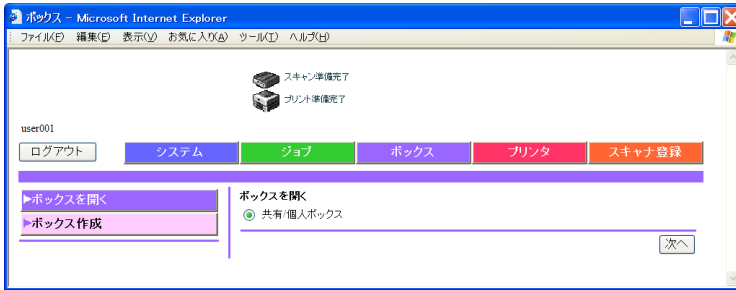 ボックス - Microsoft Internet Explorer
ファイル(F) 編集(E) 表示(V) お気に入り(A) ツール(T) ヘルプ(H)
スキャン準備完了
プリント準備完了
user001
ログアウト システム ジョブ ボックス プリンタ スキャナ登録
▶ボックスを開く
▶ボックス作成
ボックスを開く
共有/個人ボックス
次へ